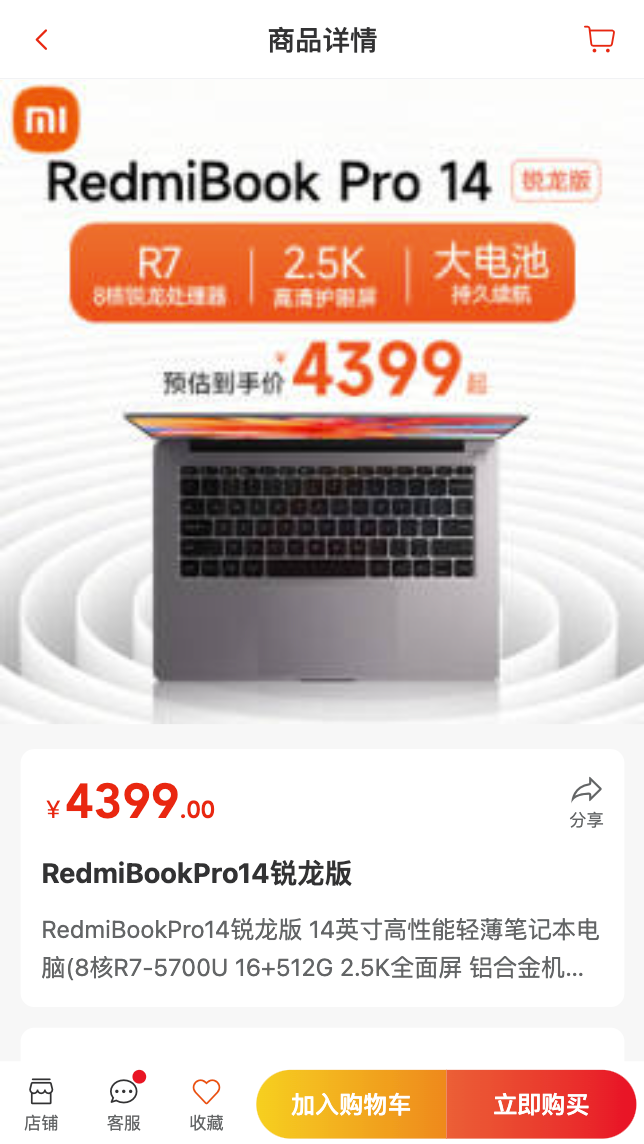 商品详情
mi
RedmiBook Pro 14 锐龙版
R7 2.5K 大电池
8核锐龙处理器 高清护眼屏 持久续航
预估到手价 ¥4399起
¥4399.00
分享
RedmiBookPro14锐龙版
RedmiBookPro14锐龙版 14英寸高性能轻薄笔记本电
脑(8核R7-5700U 16+512G 2.5K全面屏 铝合金机...
店铺 客服 收藏 加入购物车 立即购买